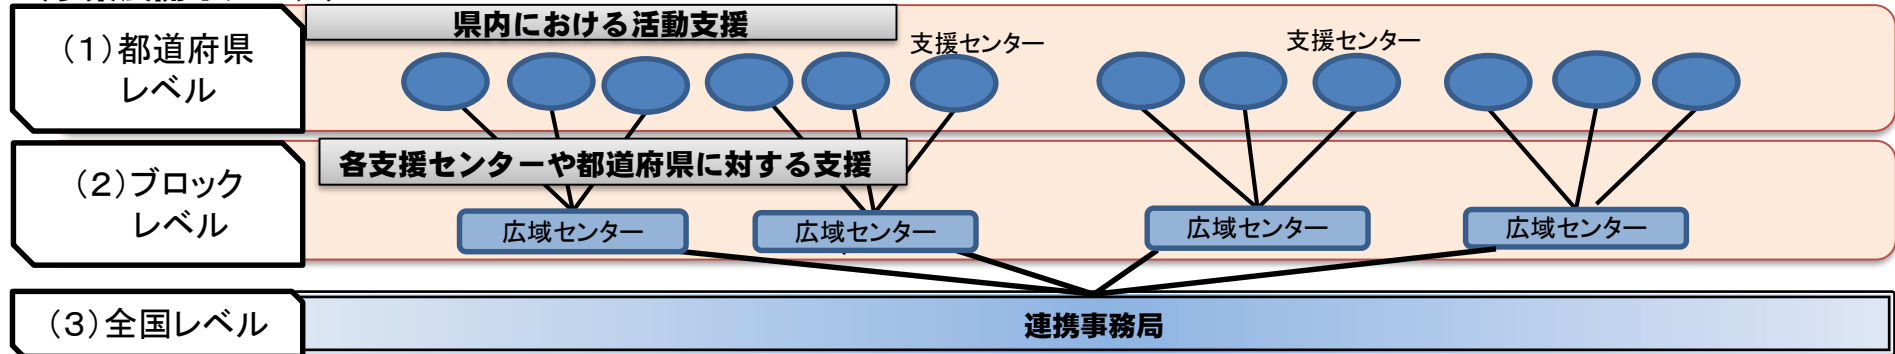 県内における活動支援
(1)都道府県
レベル
支援センター
支援センター
各支援センターや都道府県に対する支援
(2)ブロック
レベル
広域センター
広域センター
広域センター
広域センター
(3)全国レベル
連携事務局